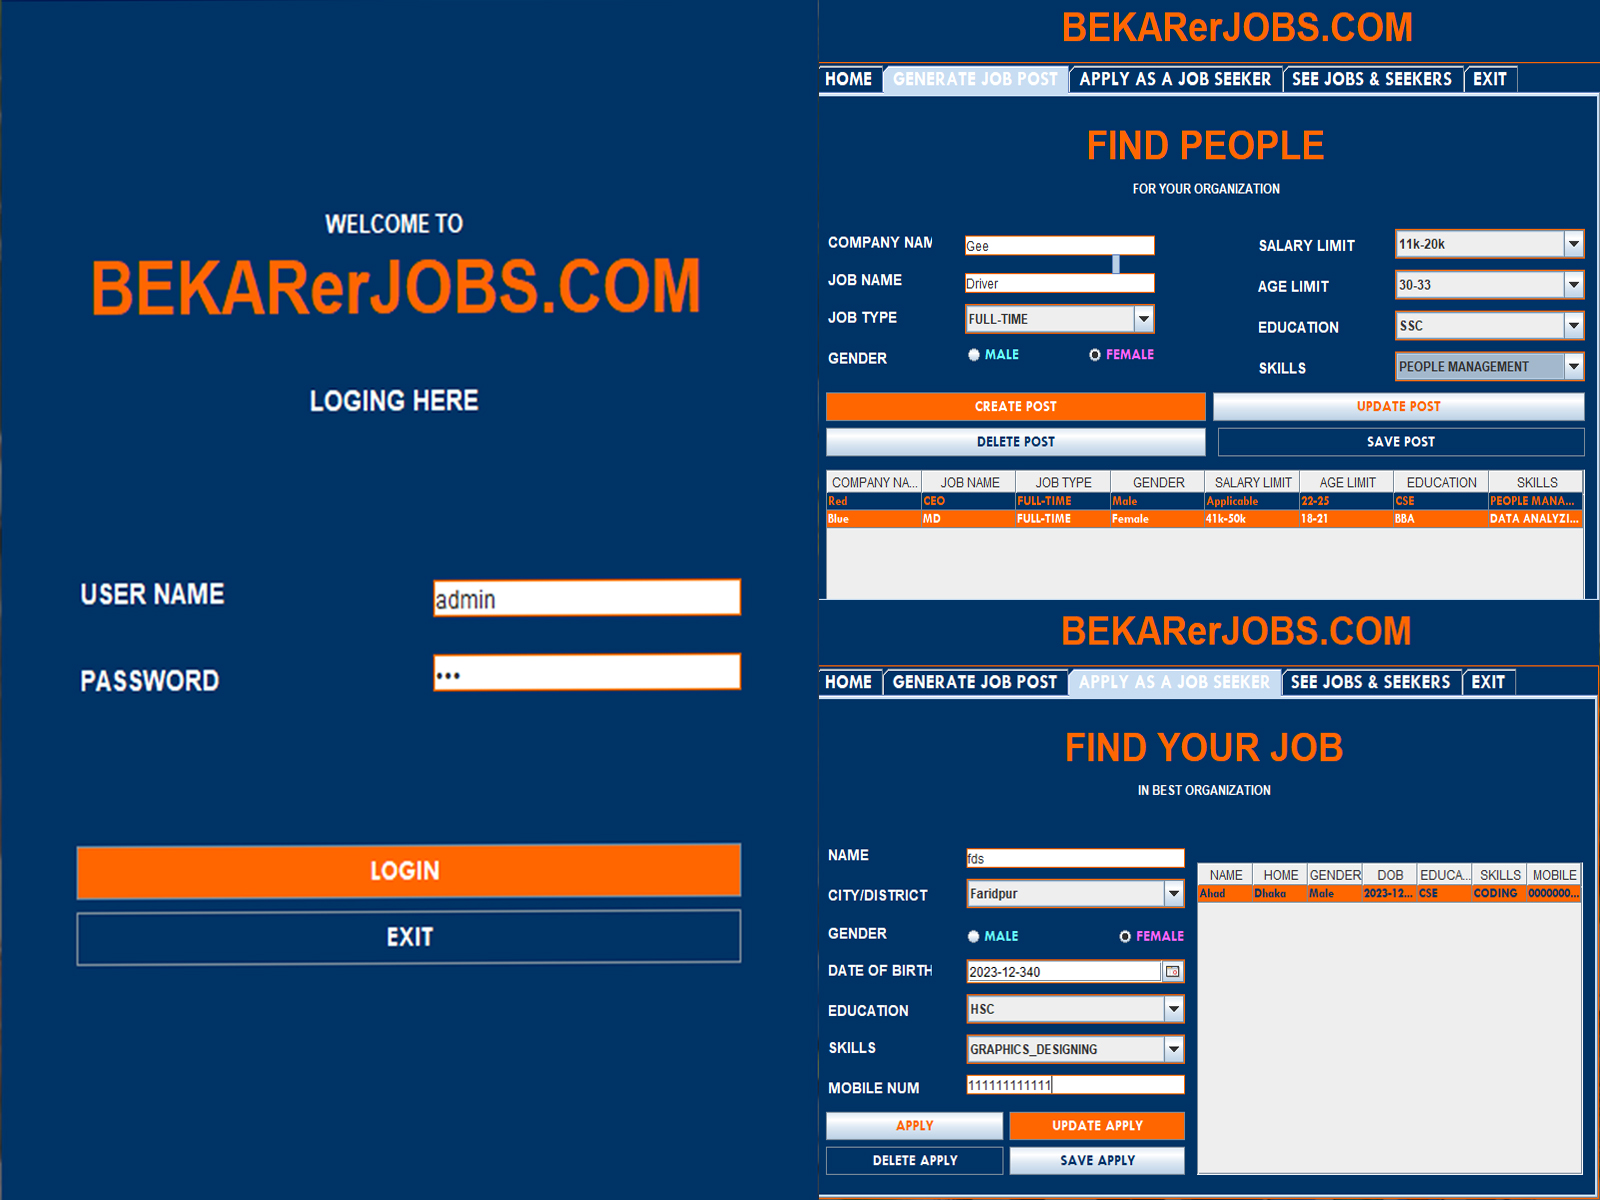 WELCOME TO
BEKARerJOBS.COM
LOGING HERE
USER NAME admin
PASSWORD •••
LOGIN
EXIT
BEKARerJOBS.COM
HOME GENERATE JOB POST APPLY AS A JOB SEEKER SEE JOBS & SEEKERS EXIT
FIND PEOPLE
FOR YOUR ORGANIZATION
COMPANY NAM Gee SALARY LIMIT 11k-20k
JOB NAME Driver AGE LIMIT 30-33
JOB TYPE FULL-TIME EDUCATION SSC
GENDER MALE FEMALE SKILLS PEOPLE MANAGEMENT
CREATE POST UPDATE POST
DELETE POST SAVE POST
COMPANY NA... JOB NAME JOB TYPE GENDER SALARY LIMIT AGE LIMIT EDUCATION SKILLS
Red CEO FULL-TIME Male Applicable 22-25 CSE PEOPLE MANA...
Blue MD FULL-TIME Female 41k-50k 18-21 BBA DATA ANALYZI...
BEKARerJOBS.COM
HOME GENERATE JOB POST APPLY AS A JOB SEEKER SEE JOBS & SEEKERS EXIT
FIND YOUR JOB
IN BEST ORGANIZATION
NAME fds
CITY/DISTRICT Faridpur
GENDER MALE FEMALE
DATE OF BIRTH 2023-12-340
EDUCATION HSC
SKILLS GRAPHICS_DESIGNING
MOBILE NUM 111111111111
APPLY UPDATE APPLY
DELETE APPLY SAVE APPLY
NAME HOME GENDER DOB EDUCA... SKILLS MOBILE
Ahad Dhaka Male 2023-12... CSE CODING 0000000...